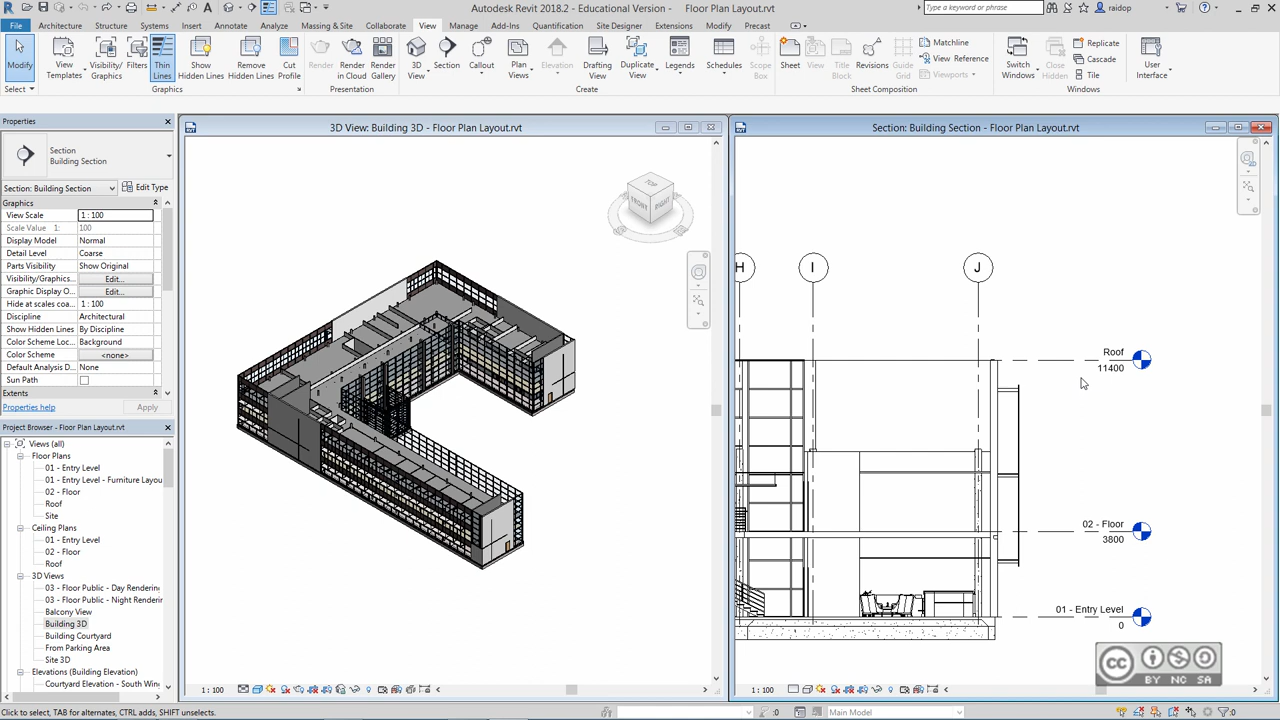 Autodesk Revit 2018.2 - Educational Version - Floor Plan Layout.rvt
Type a keyword or phrase
raidop
File Architecture Structure Systems Insert Annotate Analyze Massing & Site Collaborate View Manage Add-Ins Quantification Site Designer Extensions Modify Precast
Modify
View
Templates
Visibility/
Graphics
Filters
Thin
Lines
Show
Hidden Lines
Remove
Hidden Lines
Cut
Profile
Render
Render
in Cloud
Render
Gallery
3D
View
Section
Callout
Plan
Views
Elevation
Drafting
View
Duplicate
View
Legends
Schedules
Scope
Box
Sheet
View
Title
Block
Revisions
Guide
Grid
Matchline
View Reference
Viewports
Switch
Windows
Close
Hidden
Replicate
Cascade
Tile
User
Interface
Select Graphics Presentation Create Sheet Composition Windows
Properties
Section
Building Section
Section: Building Section
Edit Type
Graphics
View Scale 1 : 100
Scale Value 1: 100
Display Model Normal
Detail Level Coarse
Parts Visibility Show Original
Visibility/Graphics... Edit...
Graphic Display O... Edit...
Hide at scales coa... 1 : 100
Discipline Architectural
Show Hidden Lines By Discipline
Color Scheme Loc... Background
Color Scheme <none>
Default Analysis D... None
Sun Path
Extents
Properties help Apply
Project Browser - Floor Plan Layout.rvt
Views (all)
Floor Plans
01 - Entry Level
01 - Entry Level - Furniture Layou
02 - Floor
Roof
Site
Ceiling Plans
01 - Entry Level
02 - Floor
Roof
3D Views
03 - Floor Public - Day Rendering
03 - Floor Public - Night Renderin
Balcony View
Building 3D
Building Courtyard
From Parking Area
Site 3D
Elevations (Building Elevation)
Courtyard Elevation - South Win
3D View: Building 3D - Floor Plan Layout.rvt
TOP
FRONT
RIGHT
1 : 100
Section: Building Section - Floor Plan Layout.rvt
H I J
Roof
11400
02 - Floor
3800
01 - Entry Level
0
1 : 100
CC
BY NC SA
Click to select, TAB for alternates, CTRL adds, SHIFT unselects.
:0
Main Model
:0